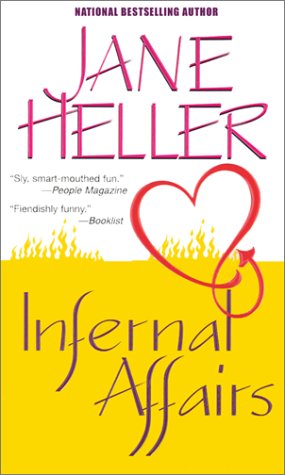 NATIONAL BESTSELLING AUTHOR
JANE
HELLER
"Sly, smart-mouthed fun."
—People Magazine
"Fiendishly funny."
—Booklist
Infernal
Affairs